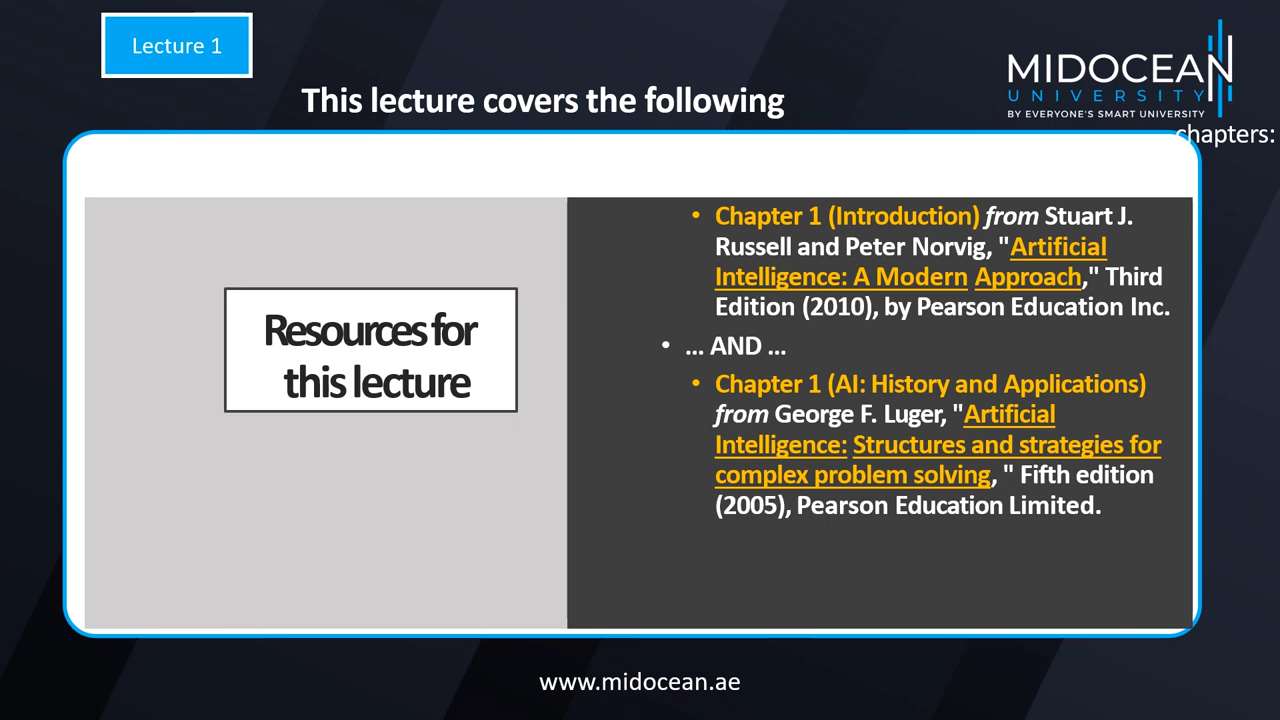 Lecture 1
MIDOCEAN
UNIVERSITY
BY EVERYONE'S SMART UNIVERSITY
This lecture covers the following
chapters:
Resources for
this lecture
• Chapter 1 (Introduction) from Stuart J.
Russell and Peter Norvig, "Artificial
Intelligence: A Modern Approach," Third
Edition (2010), by Pearson Education Inc.
• ... AND ...
• Chapter 1 (AI: History and Applications)
from George F. Luger, "Artificial
Intelligence: Structures and strategies for
complex problem solving, " Fifth edition
(2005), Pearson Education Limited.
www.midocean.ae